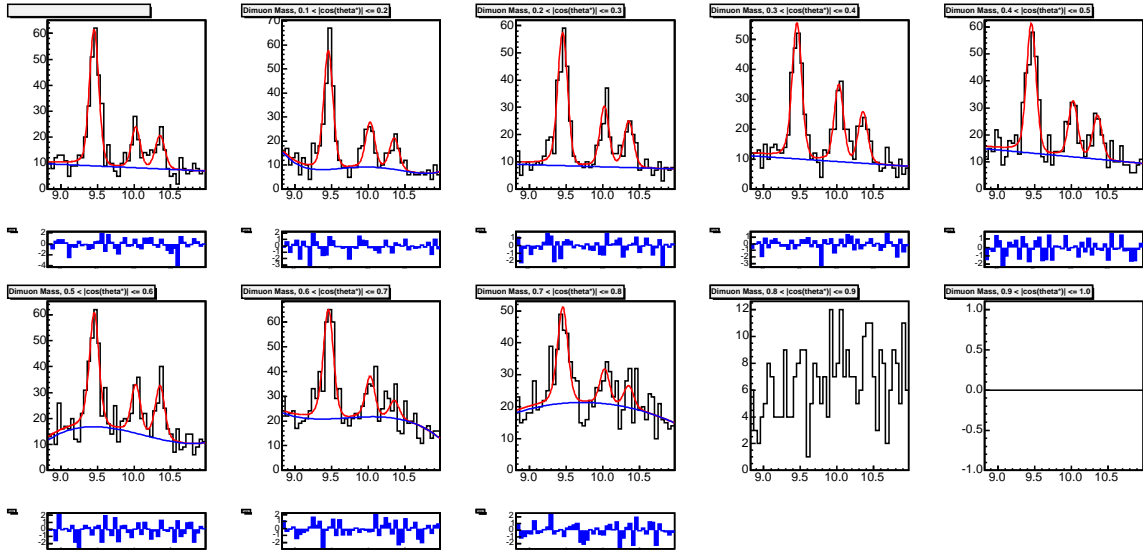 Dimuon Mass, 0.1 < |cos(theta*)| <= 0.2
Dimuon Mass, 0.2 < |cos(theta*)| <= 0.3
Dimuon Mass, 0.3 < |cos(theta*)| <= 0.4
Dimuon Mass, 0.4 < |cos(theta*)| <= 0.5
60 50 40 30 20 10 0
70 60 50 40 30 20 10 0
60 50 40 30 20 10 0
50 40 30 20 10 0
60 50 40 30 20 10 0
9.0 9.5 10.0 10.5
9.0 9.5 10.0 10.5
9.0 9.5 10.0 10.5
9.0 9.5 10.0 10.5
9.0 9.5 10.0 10.5
Dimuon Mass, 0.5 < |cos(theta*)| <= 0.6
Dimuon Mass, 0.6 < |cos(theta*)| <= 0.7
Dimuon Mass, 0.7 < |cos(theta*)| <= 0.8
Dimuon Mass, 0.8 < |cos(theta*)| <= 0.9
Dimuon Mass, 0.9 < |cos(theta*)| <= 1.0
60 50 40 30 20 10 0
60 50 40 30 20 10 0
50 40 30 20 10 0
12 10 8 6 4 2 0
1.0 0.5 0.0 -0.5 -1.0
9.0 9.5 10.0 10.5
9.0 9.5 10.0 10.5
9.0 9.5 10.0 10.5
9.0 9.5 10.0 10.5
9.0 9.5 10.0 10.5